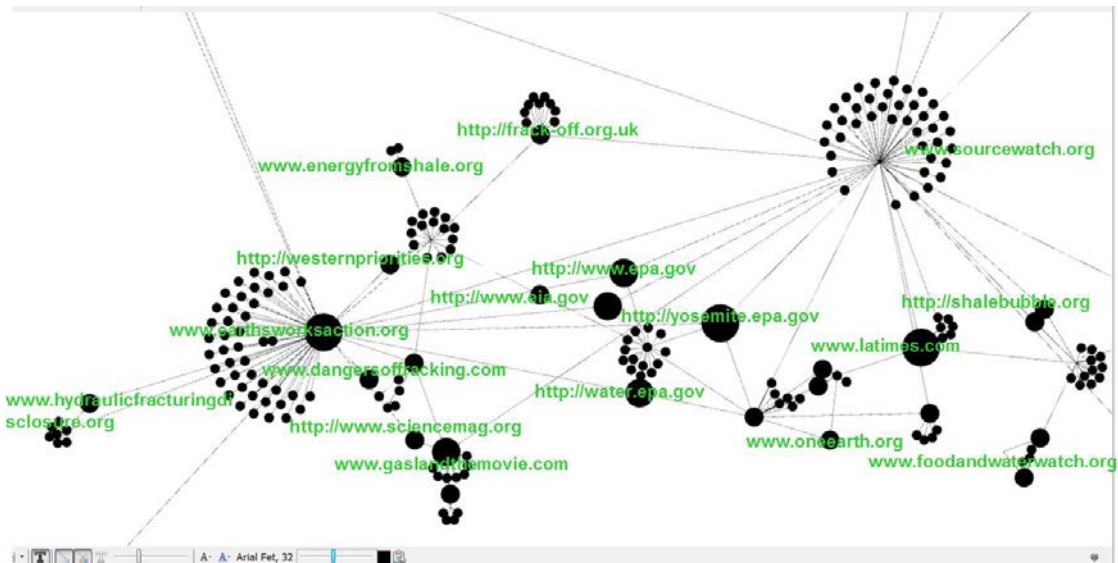 http://frack-off.org.uk
www.sourcewatch.org
www.energyfromshale.org
http://westernpriorities.org
http://www.epa.gov
http://www.eia.gov
http://shalebubble.org
http://yosemite.epa.gov
www.earthsworksaction.org
www.latimes.com
www.dangersoffracking.com
http://water.epa.gov
www.hydraulicfracturingdi
sclosure.org
http://www.sciencemag.org
www.oneearth.org
www.gaslandthemovie.com
www.foodandwaterwatch.org
T A- A- Arial Fet, 32